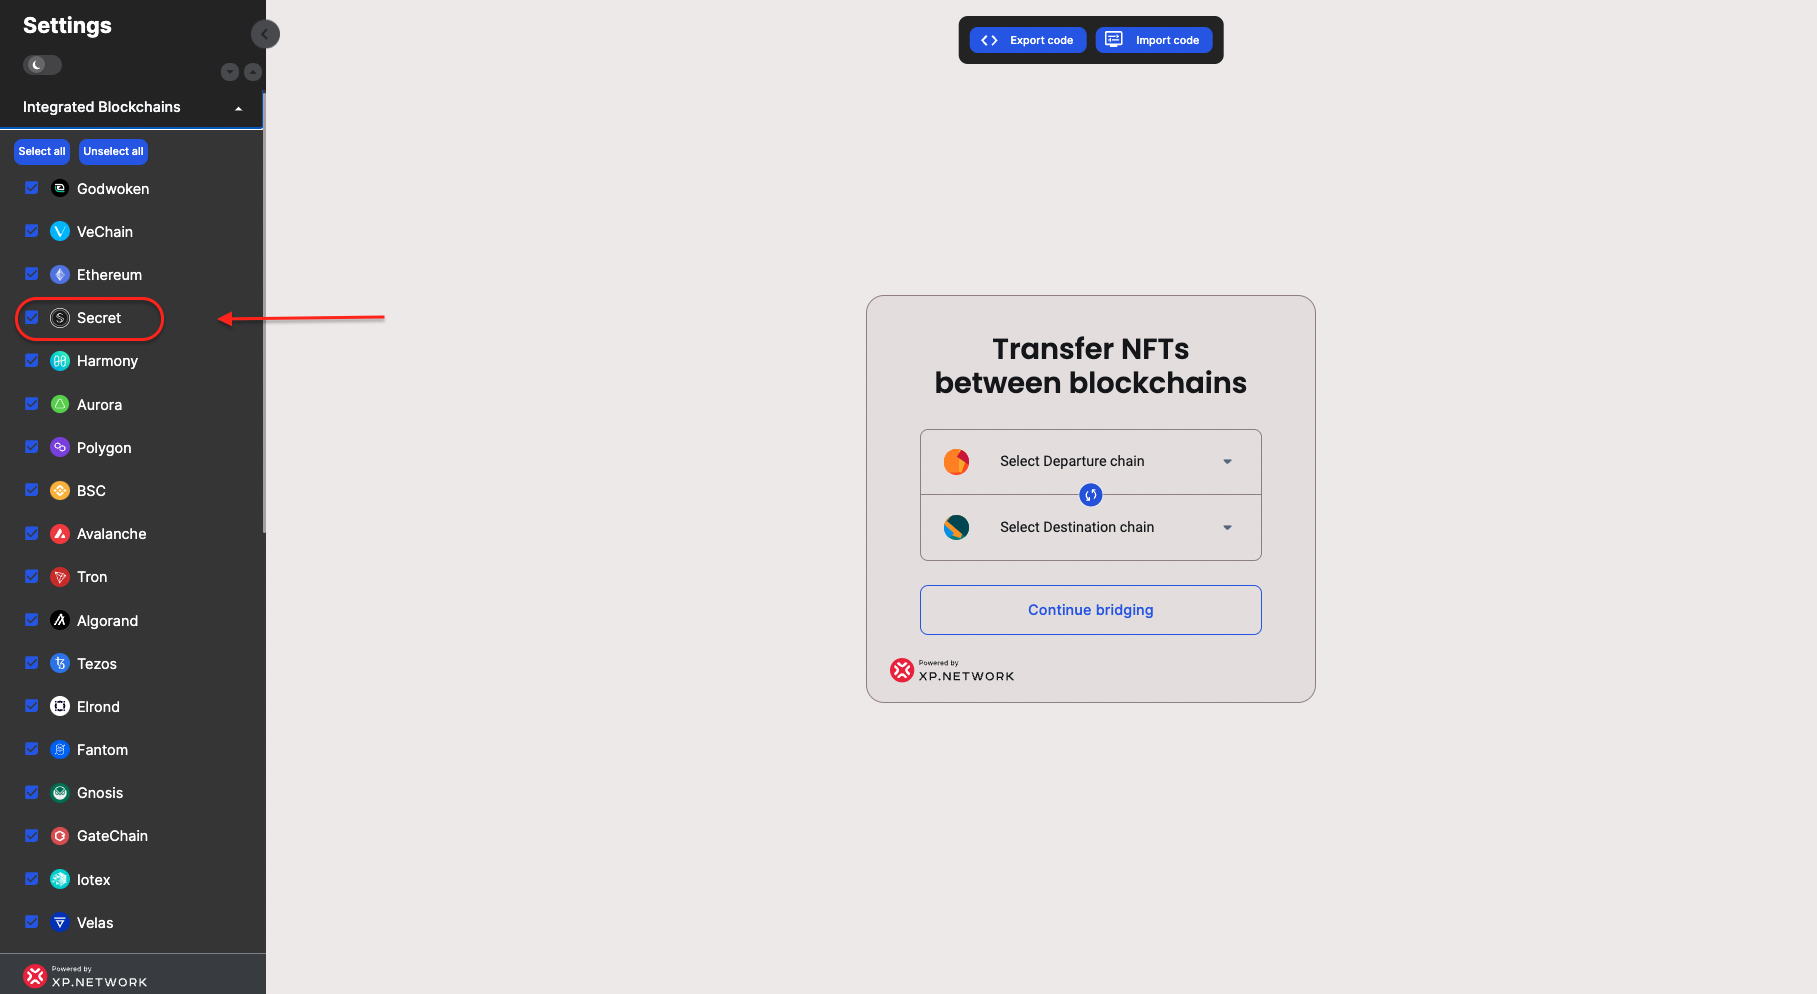 Settings
Integrated Blockchains
Select all
Unselect all
Godwoken
VeChain
Ethereum
Secret
Harmony
Aurora
Polygon
BSC
Avalanche
Tron
Algorand
Tezos
Elrond
Fantom
Gnosis
GateChain
Iotex
Velas
Powered by
XP.NETWORK
Export code
Import code
Transfer NFTs
between blockchains
Select Departure chain
Select Destination chain
Continue bridging
Powered by
XP.NETWORK